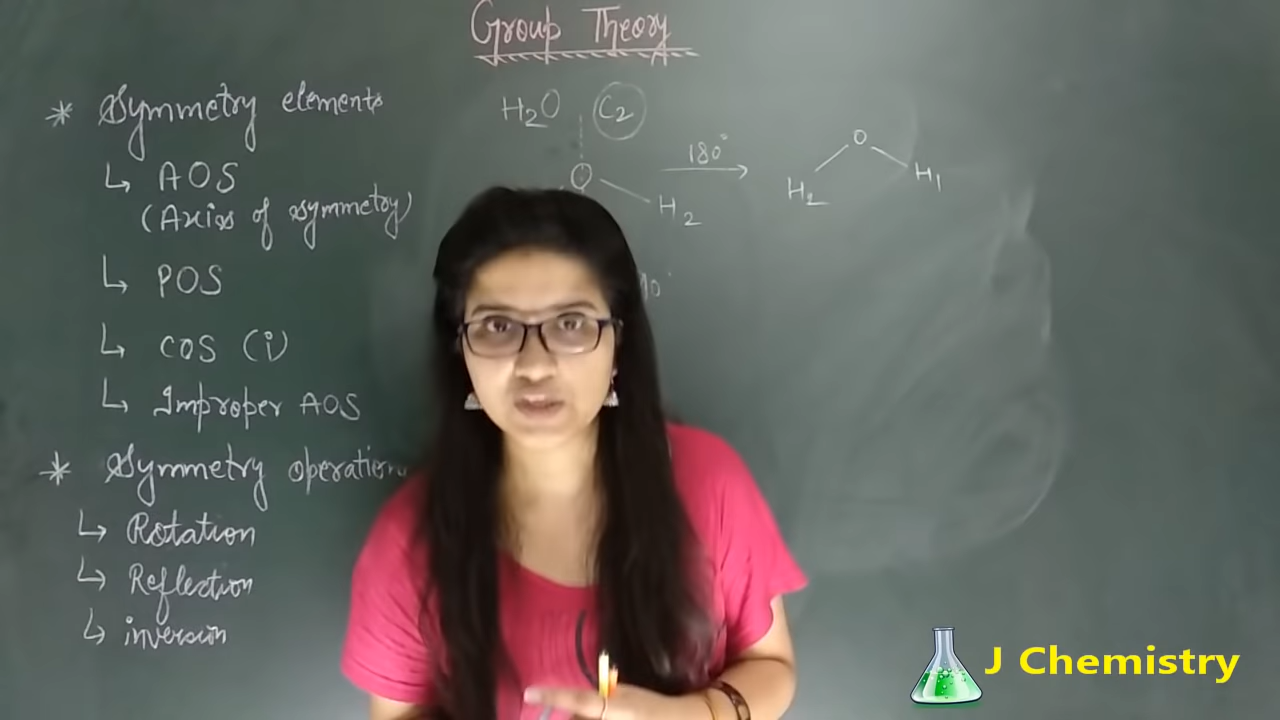 Group Theory
* Symmetry elements
↳ AOS
(Axis of symmetry)
↳ POS
↳ COS (i)
↳ Improper AOS
* Symmetry operation
↳ Rotation
↳ Reflection
↳ inversion
H2O C2
O
H2
180°
O
H2 H1
J Chemistry